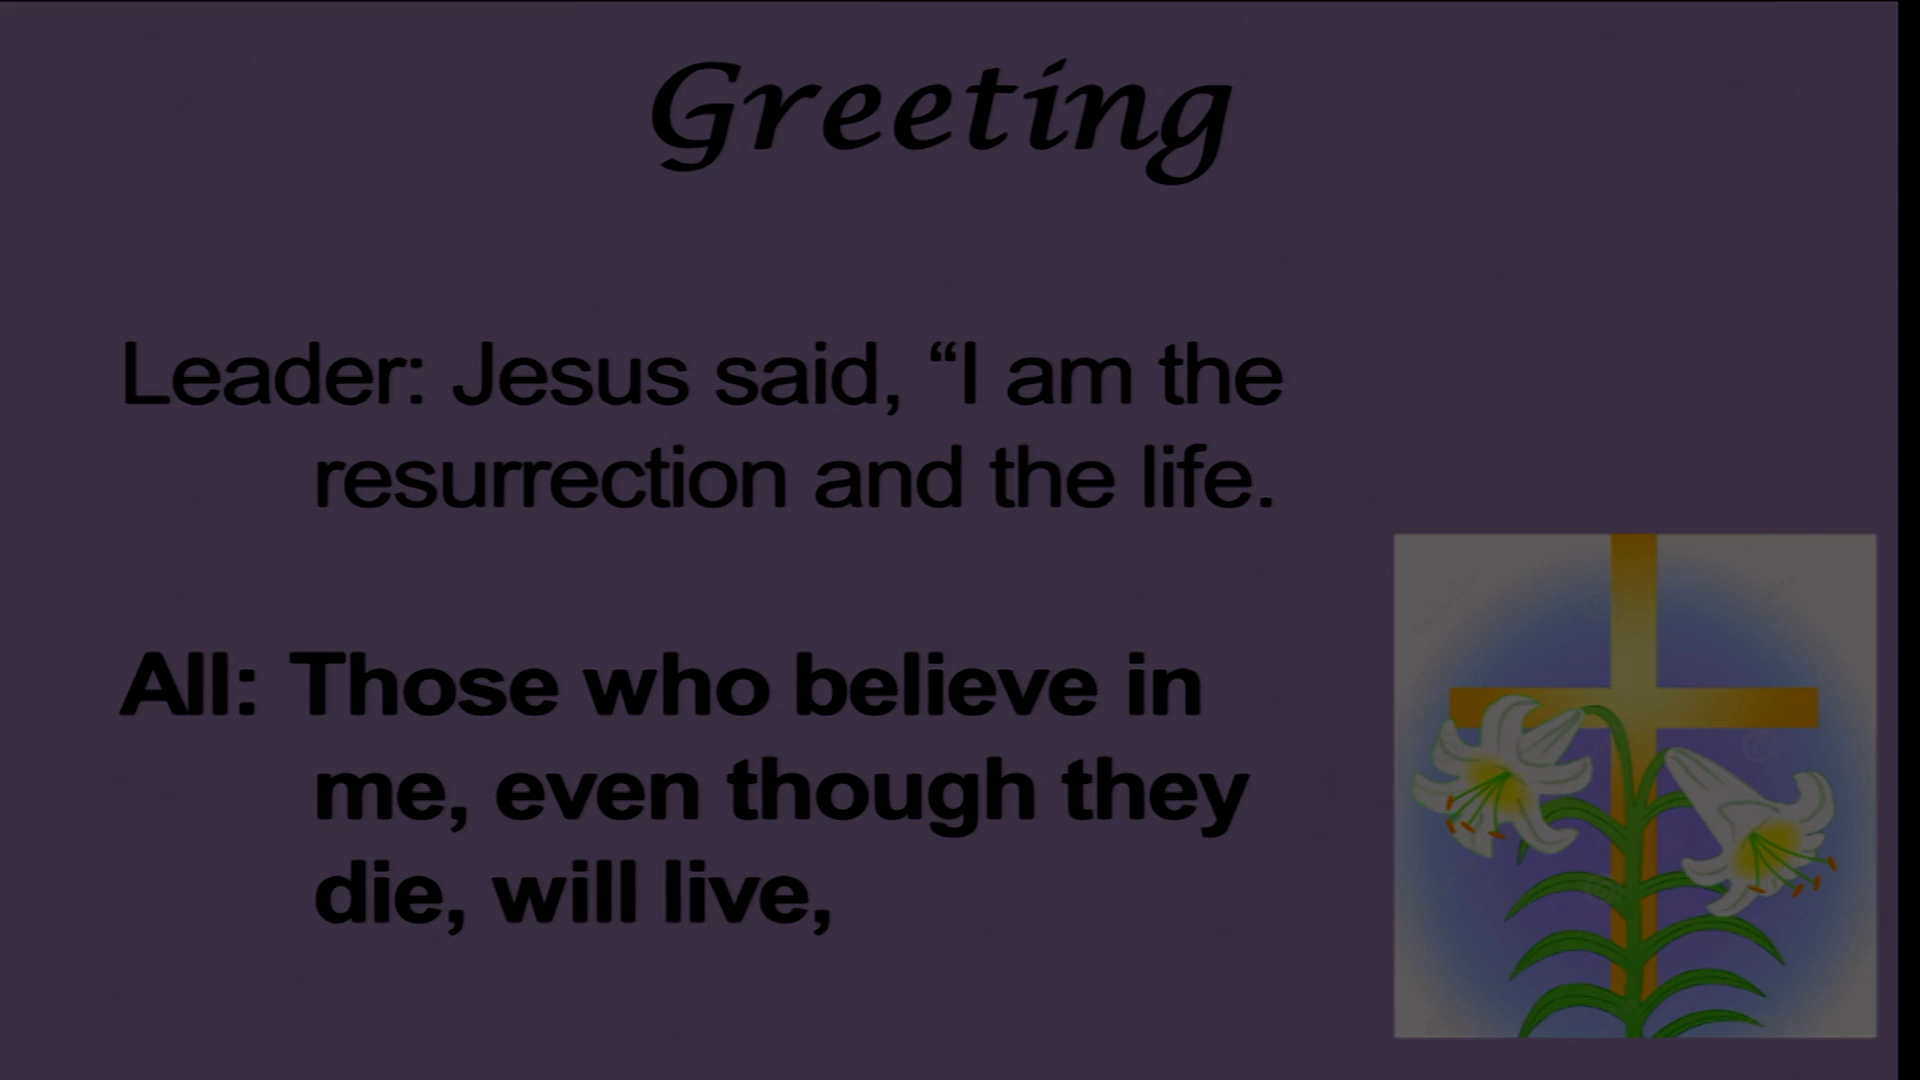 Greeting
Leader: Jesus said, “I am the
resurrection and the life.
All: Those who believe in
me, even though they
die, will live,